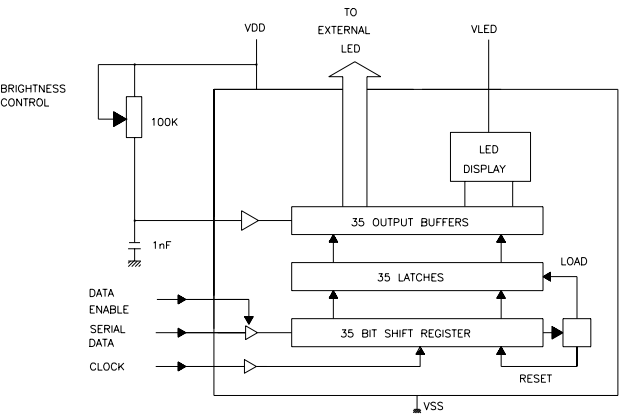 TO
EXTERNAL
LED
VDD
VLED
BRIGHTNESS
CONTROL
100K
LED
DISPLAY
35 OUTPUT BUFFERS
1nF
LOAD
35 LATCHES
DATA
ENABLE
SERIAL
DATA
35 BIT SHIFT REGISTER
CLOCK
RESET
VSS